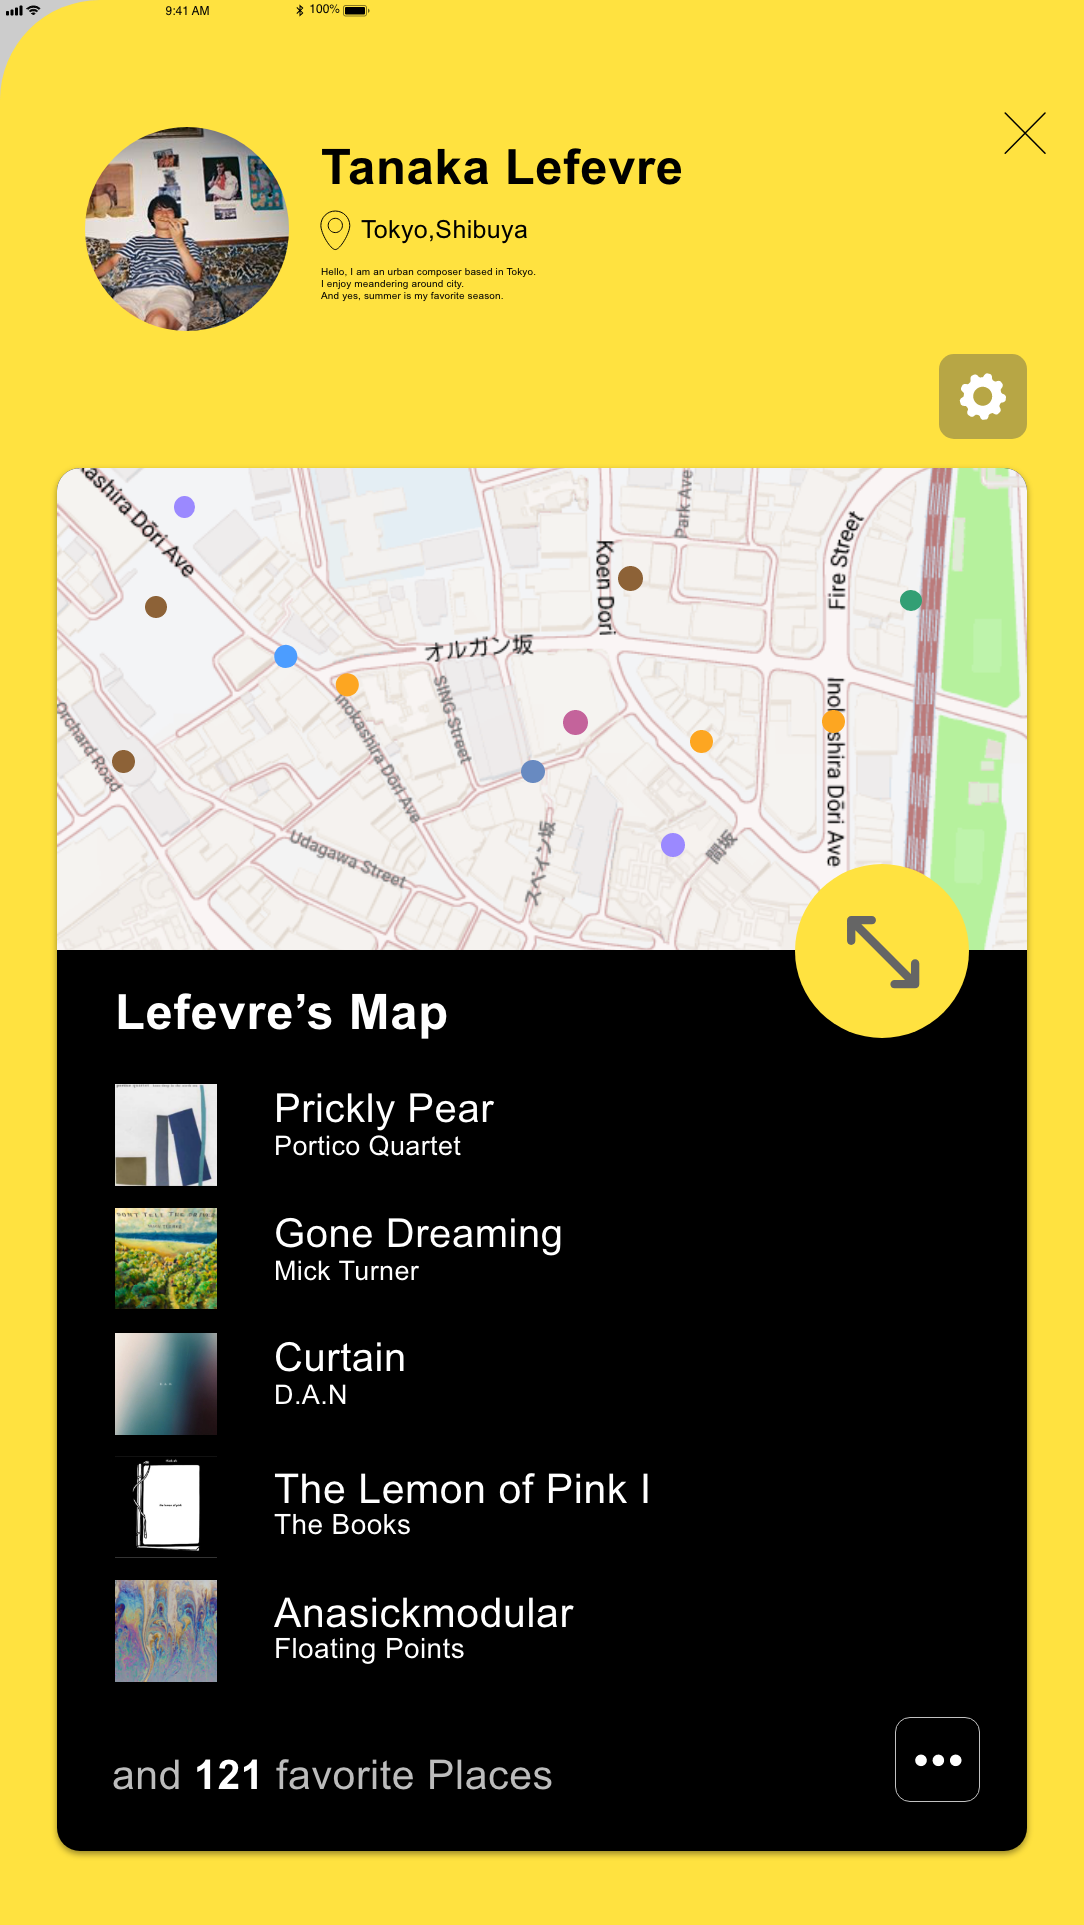 9:41 AM
100%
Tanaka Lefevre
Tokyo,Shibuya
Hello, I am an urban composer based in Tokyo.
I enjoy meandering around city.
And yes, summer is my favorite season.
ashira Dōri Ave
Park Ave
Fire Street
Koen Dori
オルガン坂
SING Street
Inokashira Dōri Ave
Orchard Road
Ino shira Dōri Ave
Udagawa Street
スペイン坂
間坂
Lefevre’s Map
Prickly Pear
Portico Quartet
Gone Dreaming
Mick Turner
Curtain
D.A.N
The Lemon of Pink I
The Books
Anasickmodular
Floating Points
and 121 favorite Places